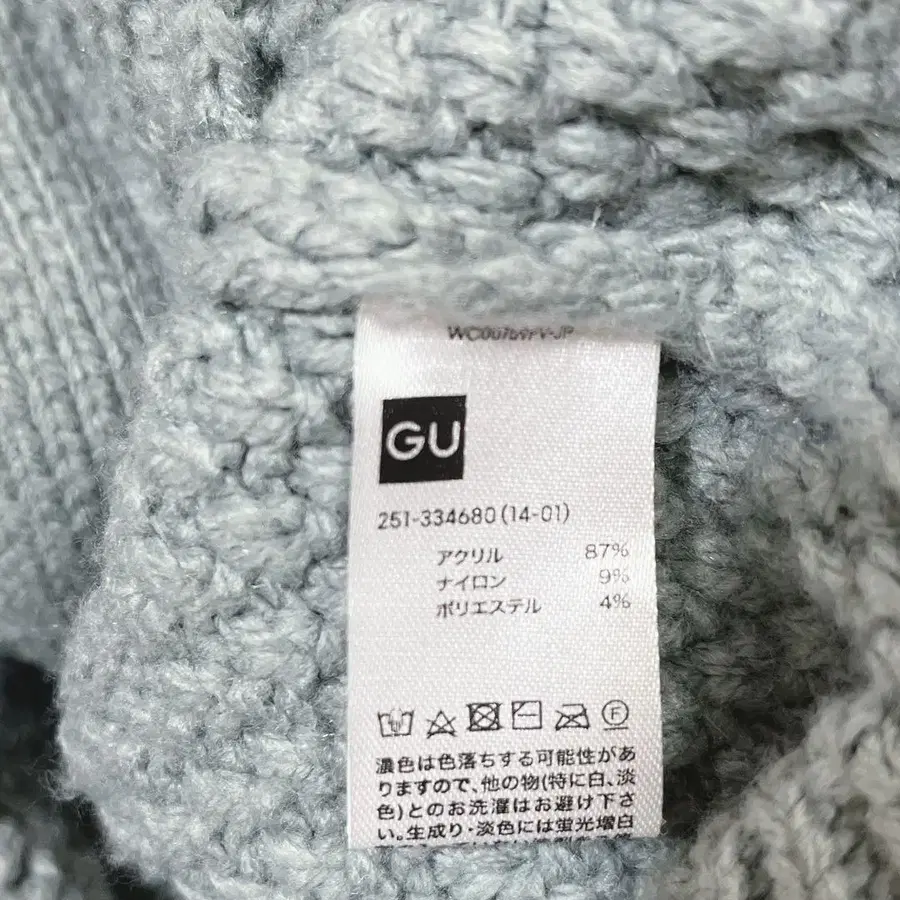 GU
251-334680 (14-01)
アクリル 87%
ナイロン 9%
ポリエステル 4%
F
濃色は色落ちする可能性があ
りますので、他の物(特に白、淡
色)とのお洗濯はお避け下さ
い。生成り・淡色には蛍光増白